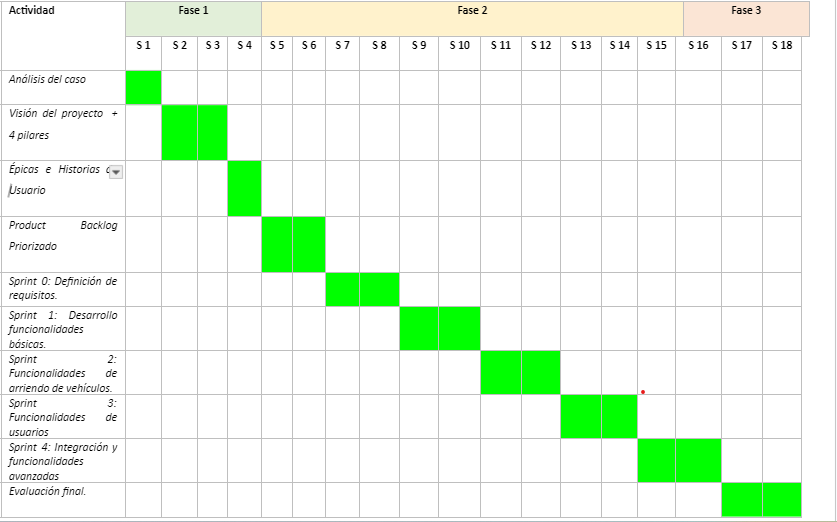 Actividad Fase 1 Fase 2 Fase 3
S 1 S 2 S 3 S 4 S 5 S 6 S 7 S 8 S 9 S 10 S 11 S 12 S 13 S 14 S 15 S 16 S 17 S 18
Análisis del caso
Visión del proyecto +
4 pilares
Épicas e Historias
Usuario
Product Backlog
Priorizado
Sprint 0: Definición de
requisitos.
Sprint 1: Desarrollo
funcionalidades
básicas.
Sprint 2:
Funcionalidades de
arriendo de vehículos.
Sprint 3:
Funcionalidades de
usuarios
Sprint 4: Integración y
funcionalidades
avanzadas
Evaluación final.